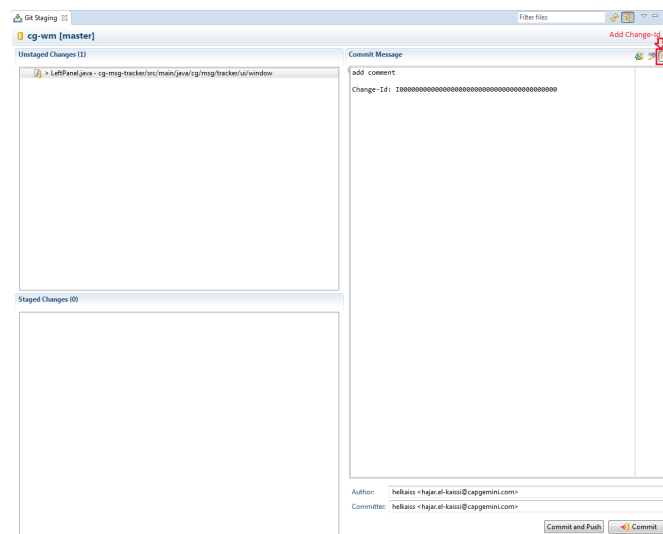 Git Staging
Filter files
cg-wm [master]
Add Change-Id
Unstaged Changes (1)
Commit Message
> LeftPanel.java - cg-msg-tracker/src/main/java/cg/msg/tracker/ui/window
add comment
Change-Id: I0000000000000000000000000000000000000000
Staged Changes (0)
Author: helkaiss <hajar.el-kaissi@capgemini.com>
Committer: helkaiss <hajar.el-kaissi@capgemini.com>
Commit and Push
Commit